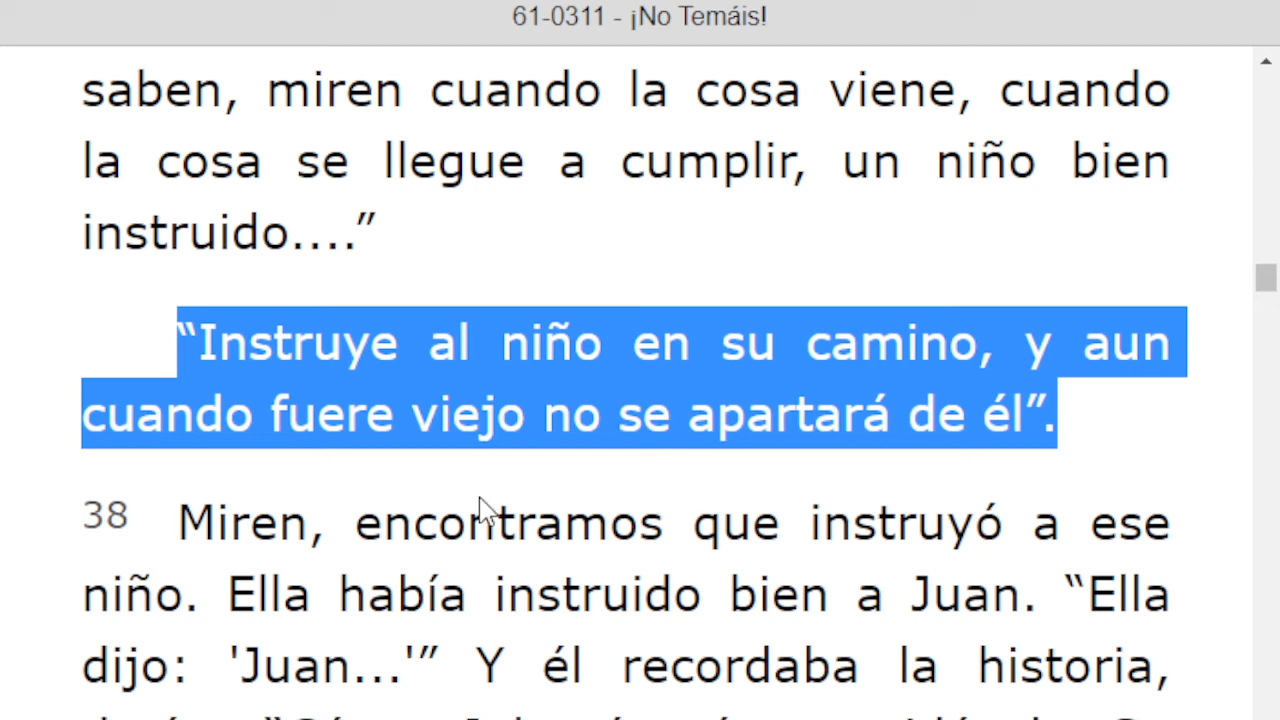 61-0311 - ¡No Temáis!
saben, miren cuando la cosa viene, cuando
la cosa se llegue a cumplir, un niño bien
instruido....”
“Instruye al niño en su camino, y aun
cuando fuere viejo no se apartará de él”.
38 Miren, encontramos que instruyó a ese
niño. Ella había instruido bien a Juan. “Ella
dijo: 'Juan...'” Y él recordaba la historia,